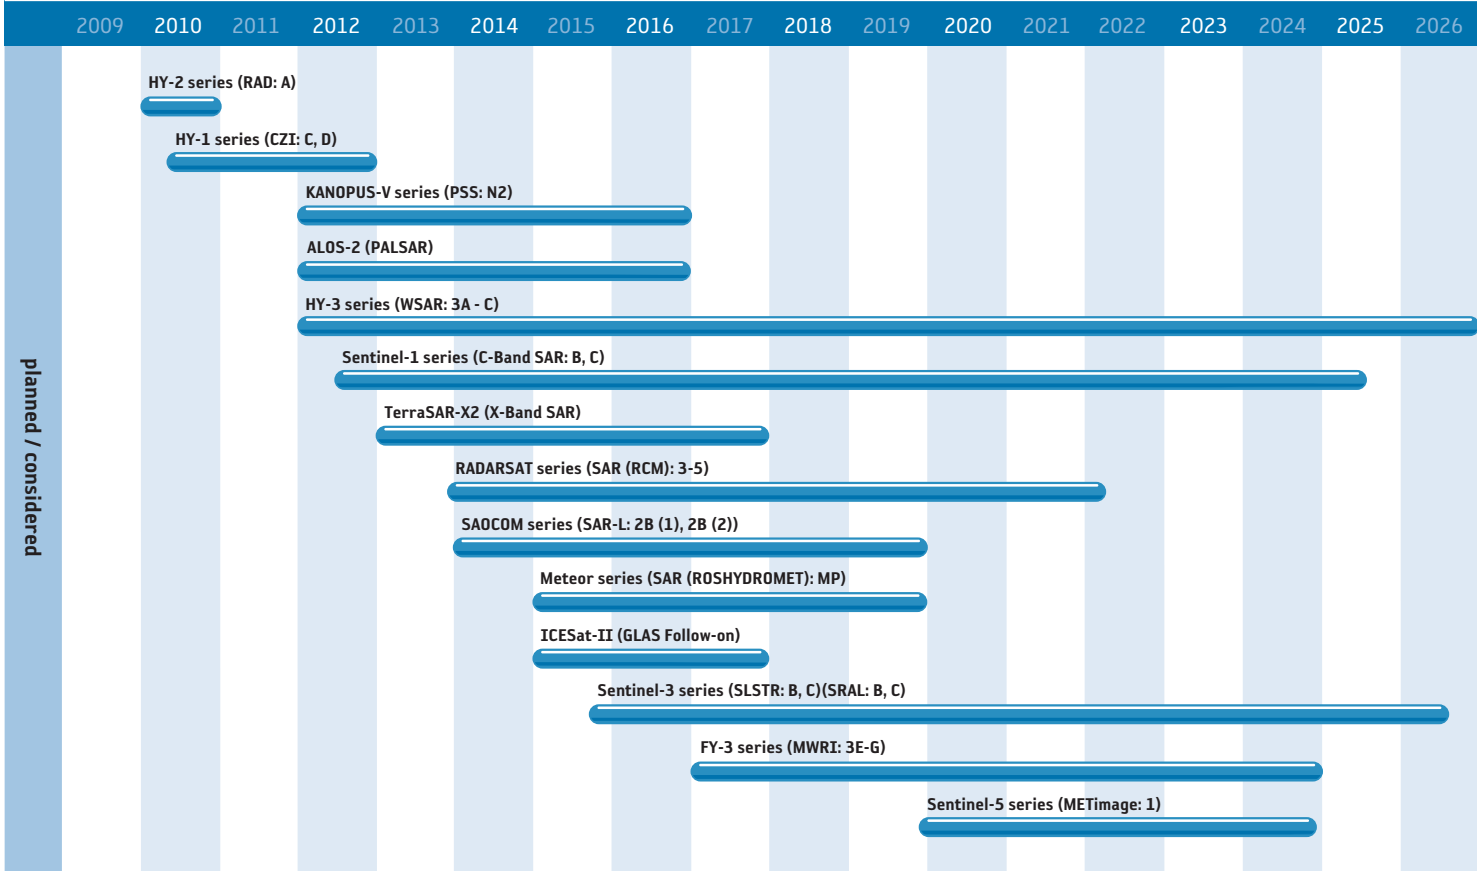 2009 2010 2011 2012 2013 2014 2015 2016 2017 2018 2019 2020 2021 2022 2023 2024 2025 2026
planned / considered
HY-2 series (RAD: A)
HY-1 series (CZI: C, D)
KANOPUS-V series (PSS: N2)
ALOS-2 (PALSAR)
HY-3 series (WSAR: 3A - C)
Sentinel-1 series (C-Band SAR: B, C)
TerraSAR-X2 (X-Band SAR)
RADARSAT series (SAR (RCM): 3-5)
SAOCOM series (SAR-L: 2B (1), 2B (2))
Meteor series (SAR (ROSHYDROMET): MP)
ICESat-II (GLAS Follow-on)
Sentinel-3 series (SLSTR: B, C)(SRAL: B, C)
FY-3 series (MWRI: 3E-G)
Sentinel-5 series (METimage: 1)